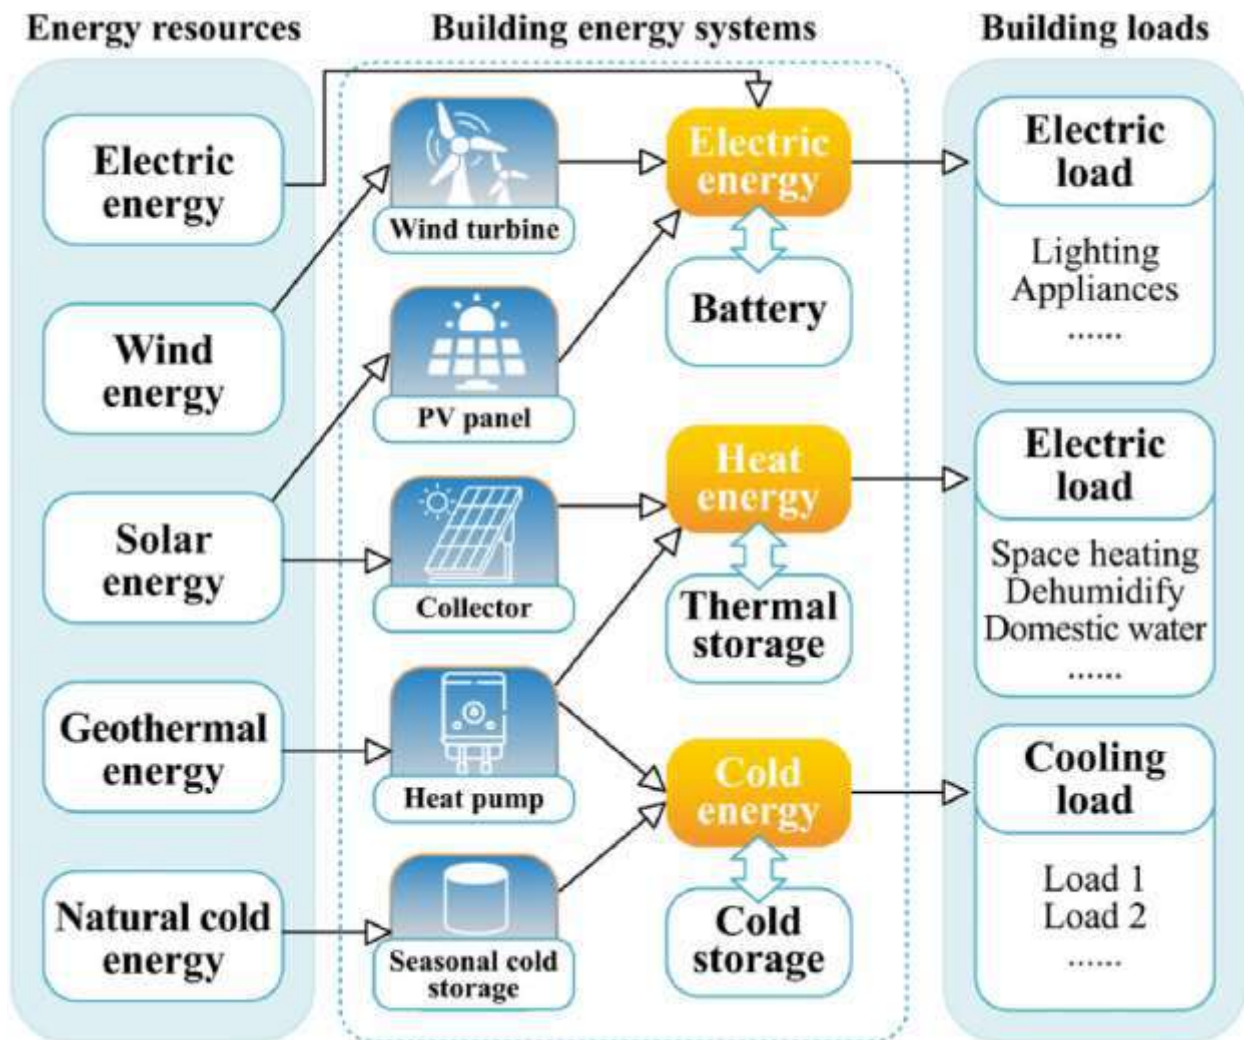 Energy resources
Building energy systems
Building loads
Electric
energy
Wind
energy
Solar
energy
Geothermal
energy
Natural cold
energy
Wind turbine
PV panel
Collector
Heat pump
Seasonal cold
storage
Electric
energy
Battery
Heat
energy
Thermal
storage
Cold
energy
Cold
storage
Electric
load
Lighting
Appliances
......
Electric
load
Space heating
Dehumidify
Domestic water
......
Cooling
load
Load 1
Load 2
......